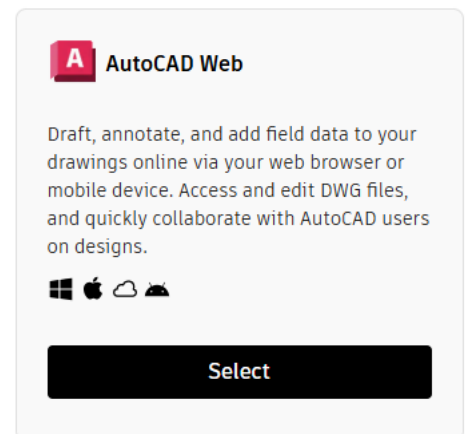 A AutoCAD Web
Draft, annotate, and add field data to your
drawings online via your web browser or
mobile device. Access and edit DWG files,
and quickly collaborate with AutoCAD users
on designs.
Select